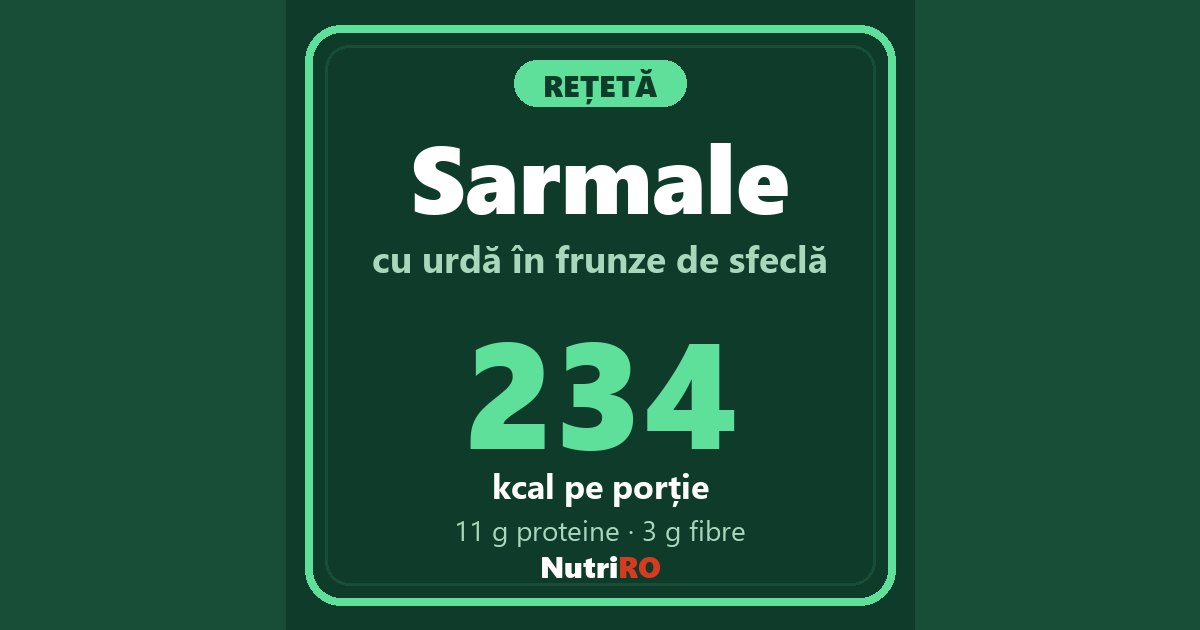 REȚETĂ
Sarmale
cu urdă în frunze de sfeclă
234
kcal pe porție
11 g proteine · 3 g fibre
NutriRO